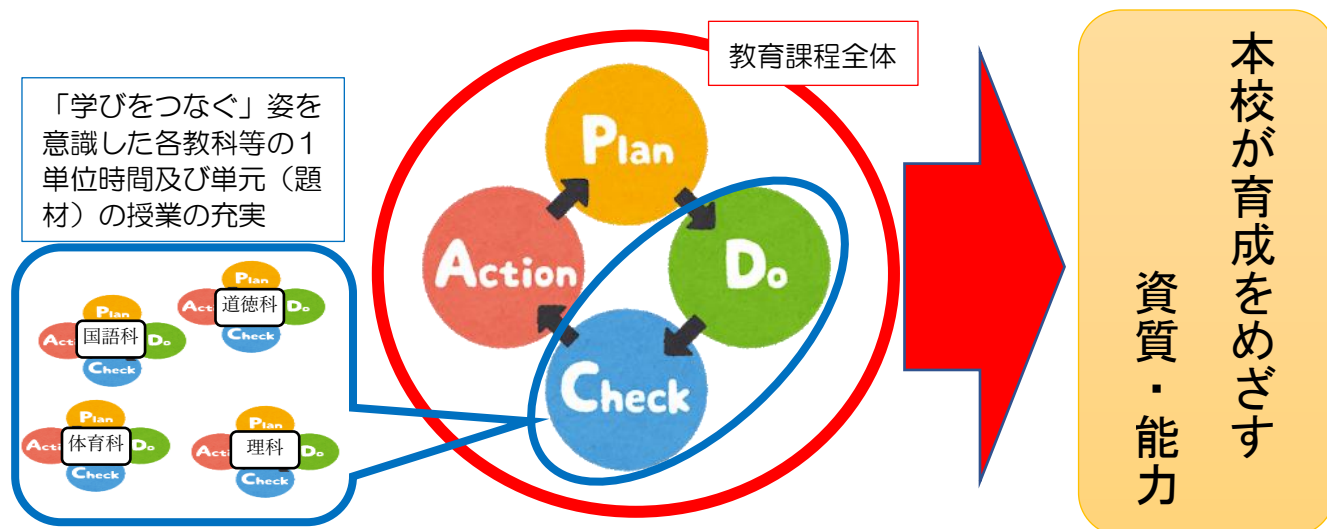 「学びをつなぐ」姿を
意識した各教科等の１
単位時間及び単元（題
材）の授業の充実
Plan
道徳科
Do
Check
Plan
国語科
Do
Check
Plan
体育科
Do
Check
Plan
理科
Do
Check
教育課程全体
Plan
Do
Check
Action
本校が育成をめざす
資質・能力